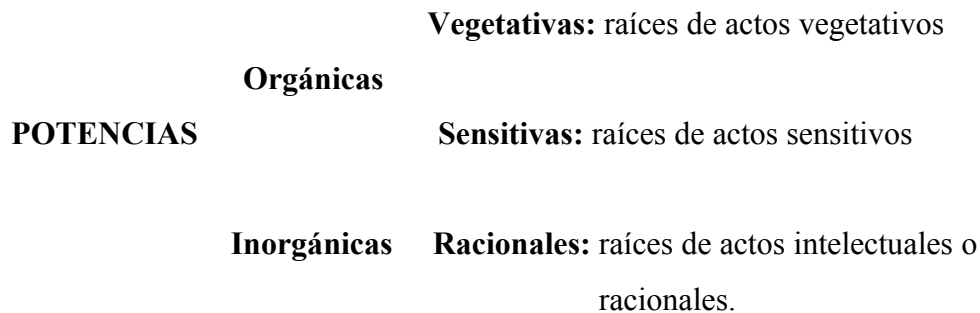 Vegetativas: raíces de actos vegetativos
Orgánicas
POTENCIAS Sensitivas: raíces de actos sensitivos
Inorgánicas Racionales: raíces de actos intelectuales o
racionales.